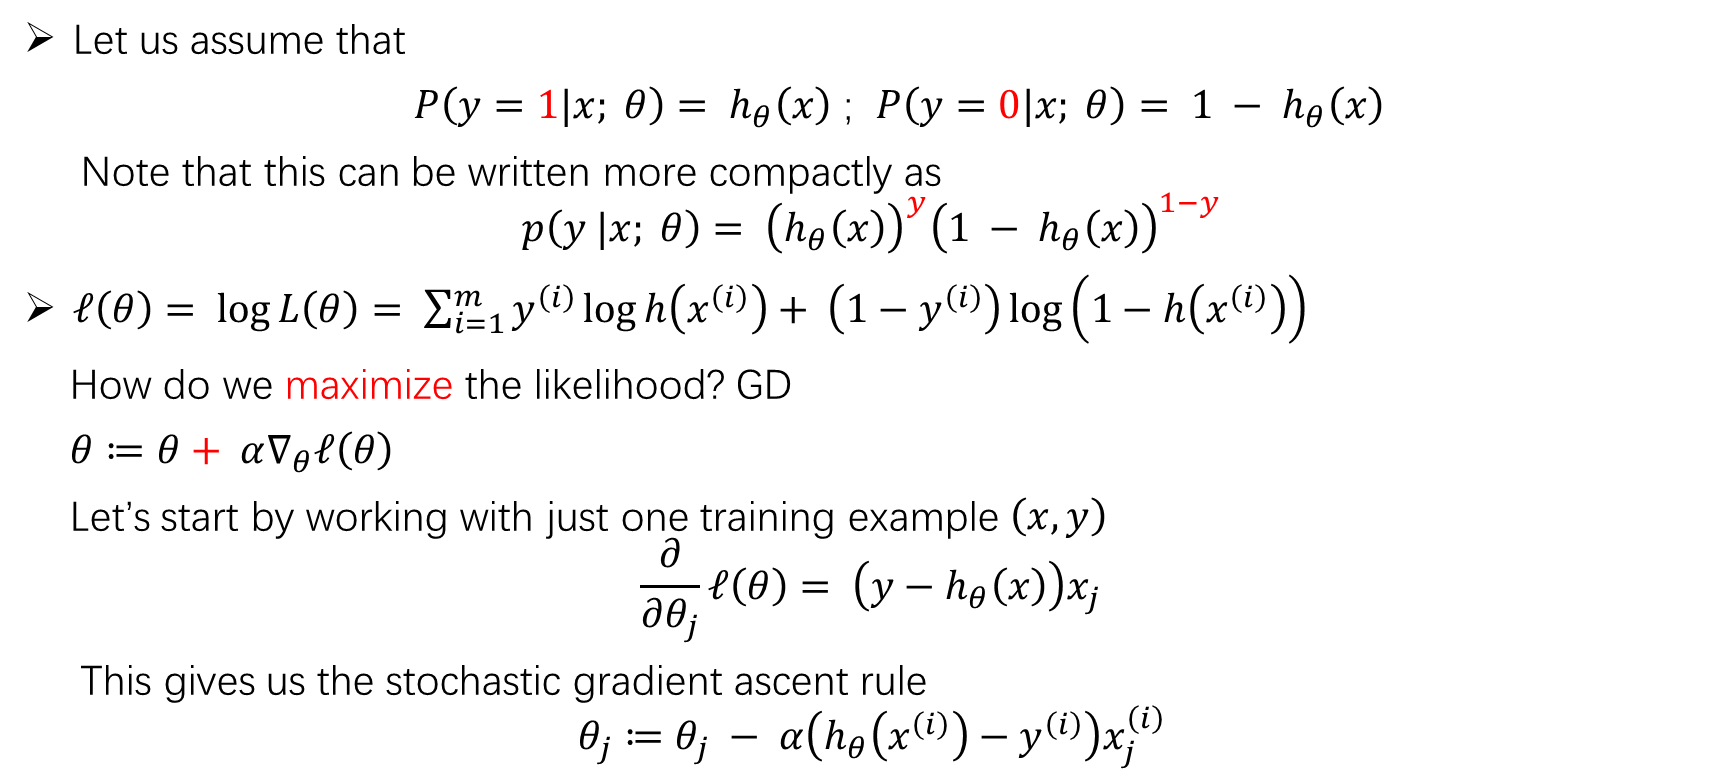 ➢ Let us assume that
P(y = 1|x; θ) = h_θ(x) ; P(y = 0|x; θ) = 1 − h_θ(x)
Note that this can be written more compactly as
p(y |x; θ) = (h_θ(x))^y (1 − h_θ(x))^{1−y}
➢ ℓ(θ) = log L(θ) = ∑_{i=1}^{m} y^{(i)} log h(x^{(i)}) + (1 − y^{(i)}) log(1 − h(x^{(i)}))
How do we maximize the likelihood? GD
θ ≔ θ + α∇_θℓ(θ)
Let’s start by working with just one training example (x, y)
∂/∂θ_j ℓ(θ) = (y − h_θ(x))x_j
This gives us the stochastic gradient ascent rule
θ_j ≔ θ_j − α(h_θ(x^{(i)}) − y^{(i)})x_j^{(i)}